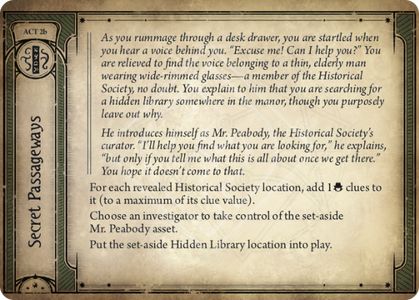 ACT 2b
Secret Passageways
As you rummage through a desk drawer, you are startled when
you hear a voice behind you. “Excuse me! Can I help you?” You
are relieved to find the voice belonging to a thin, elderly man
wearing wide-rimmed glasses—a member of the Historical
Society, no doubt. You explain to him that you are searching for
a hidden library somewhere in the manor, though you purposely
leave out why.
He introduces himself as Mr. Peabody, the Historical Society’s
curator. “I’ll help you find what you are looking for,” he explains,
“but only if you tell me what this is all about once we get there.”
You hope it doesn’t come to that.
For each revealed Historical Society location, add 1 clues to
it (to a maximum of its clue value).
Choose an investigator to take control of the set-aside
Mr. Peabody asset.
Put the set-aside Hidden Library location into play.